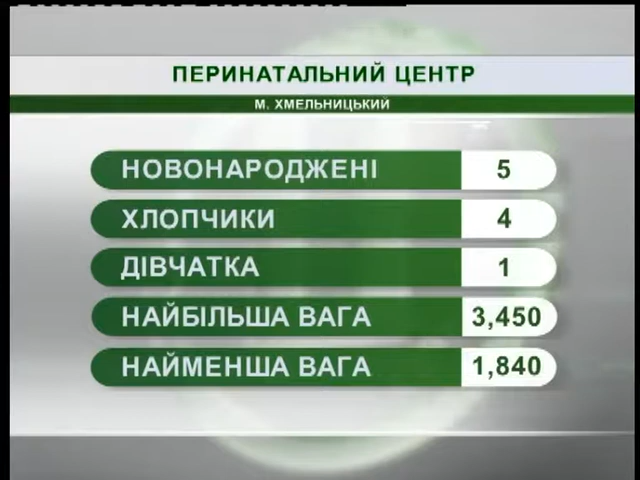 ПЕРИНАТАЛЬНИЙ ЦЕНТР
М. ХМЕЛЬНИЦЬКИЙ
НОВОНАРОДЖЕНІ 5
ХЛОПЧИКИ 4
ДІВЧАТКА 1
НАЙБІЛЬША ВАГА 3,450
НАЙМЕНША ВАГА 1,840